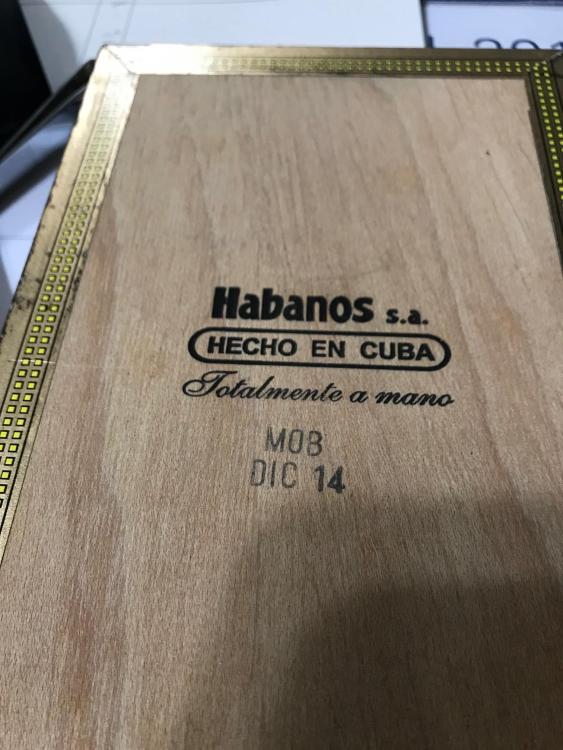 Habanos s.a.
HECHO EN CUBA
Totalmente a mano
MOB
DIC 14